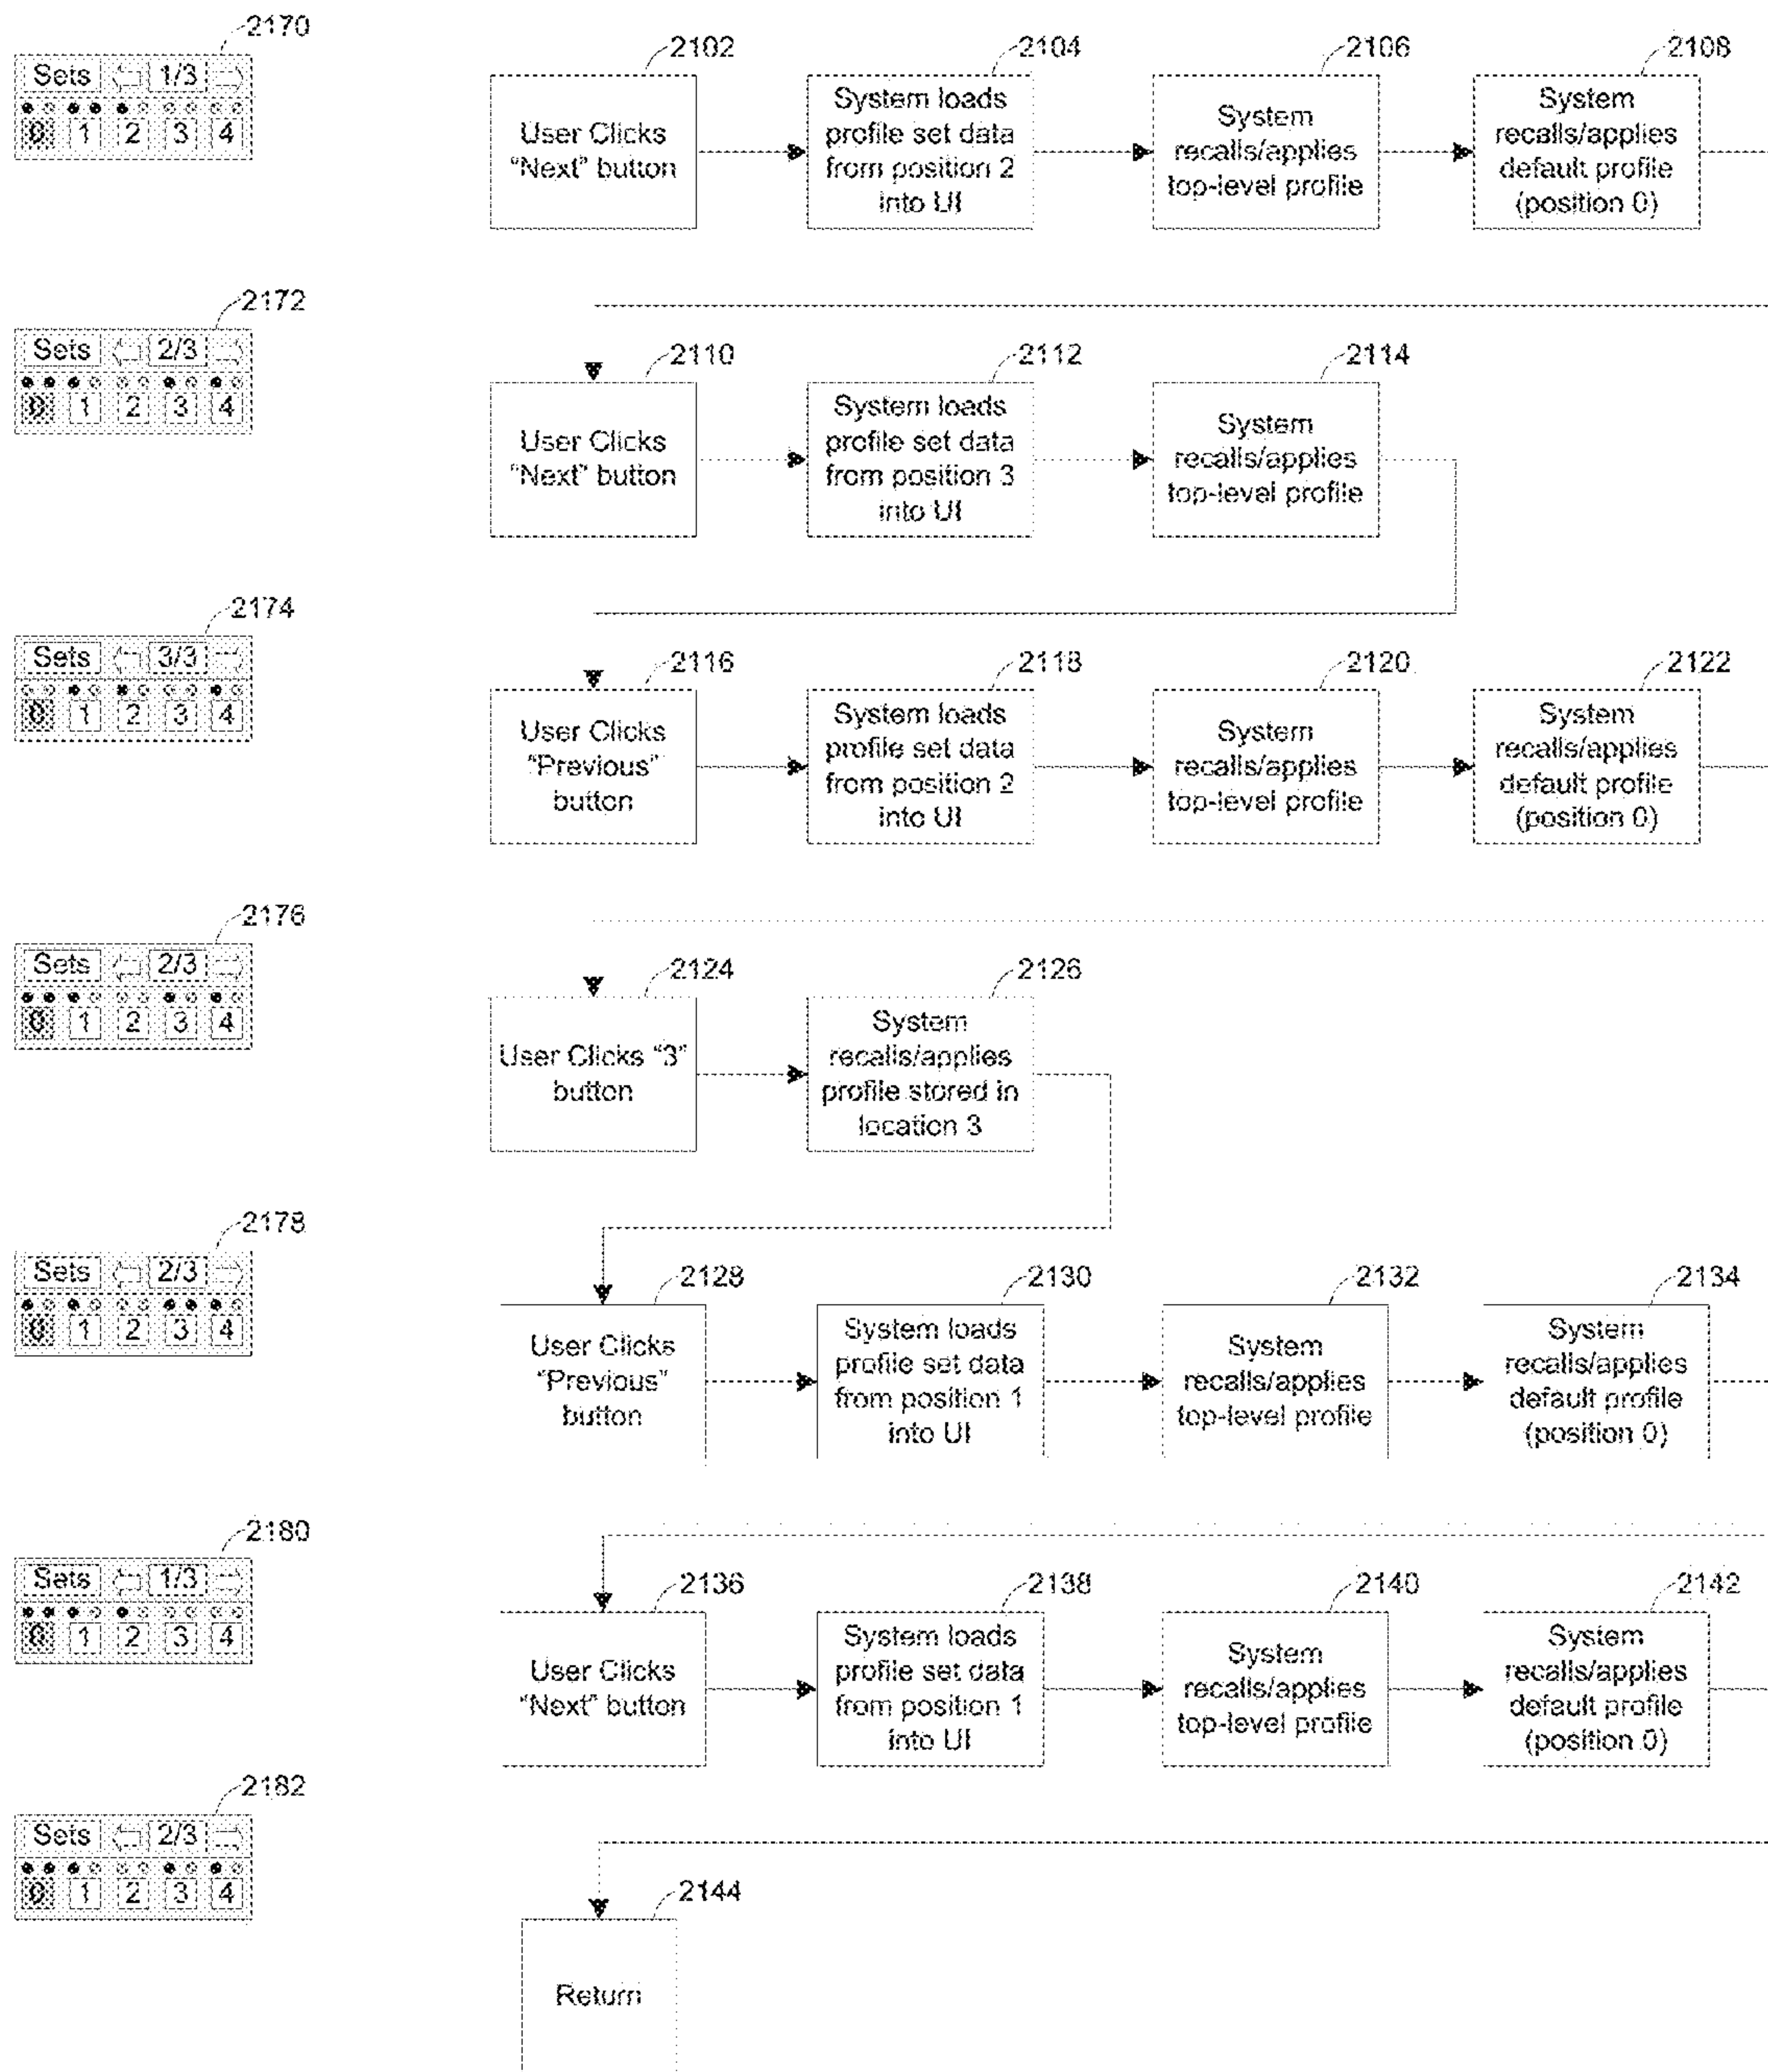 2170
Sets 1/3
0 1 2 3 4
2102
User Clicks
"Next" button
2104
System loads
profile set data
from position 2
into UI
2106
System
recalls/applies
top-level profile
2108
System
recalls/applies
default profile
(position 0)
2172
Sets 2/3
0 1 2 3 4
2110
User Clicks
"Next" button
2112
System loads
profile set data
from position 3
into UI
2114
System
recalls/applies
top-level profile
2174
Sets 3/3
0 1 2 3 4
2116
User Clicks
"Previous"
button
2118
System loads
profile set data
from position 2
into UI
2120
System
recalls/applies
top-level profile
2122
System
recalls/applies
default profile
(position 0)
2176
Sets 2/3
0 1 2 3 4
2124
User Clicks "3"
button
2126
System
recalls/applies
profile stored in
location 3
2178
Sets 2/3
0 1 2 3 4
2128
User Clicks
"Previous"
button
2130
System loads
profile set data
from position 1
into UI
2132
System
recalls/applies
top-level profile
2134
System
recalls/applies
default profile
(position 0)
2180
Sets 1/3
0 1 2 3 4
2136
User Clicks
"Next" button
2138
System loads
profile set data
from position 1
into UI
2140
System
recalls/applies
top-level profile
2142
System
recalls/applies
default profile
(position 0)
2182
Sets 2/3
0 1 2 3 4
2144
Return